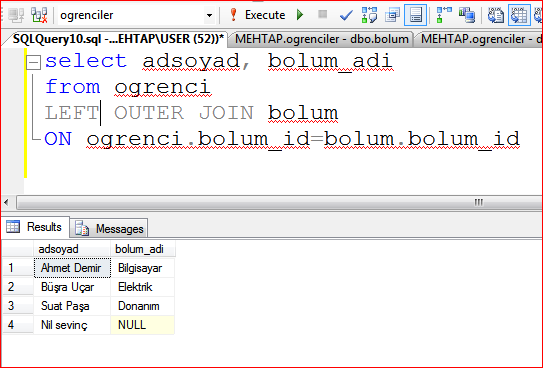 ogrenciler Execute
SQLQuery10.sql -...EHTAP\USER (52))* MEHTAP.ogrenciler - dbo.bolum MEHTAP.ogrenciler - d
select adsoyad, bolum_adi
from ogrenci
LEFT OUTER JOIN bolum
ON ogrenci.bolum_id=bolum.bolum_id
Results Messages
adsoyad bolum_adi
1 Ahmet Demir Bilgisayar
2 Büşra Uçar Elektrik
3 Suat Paşa Donanım
4 Nil sevinç NULL